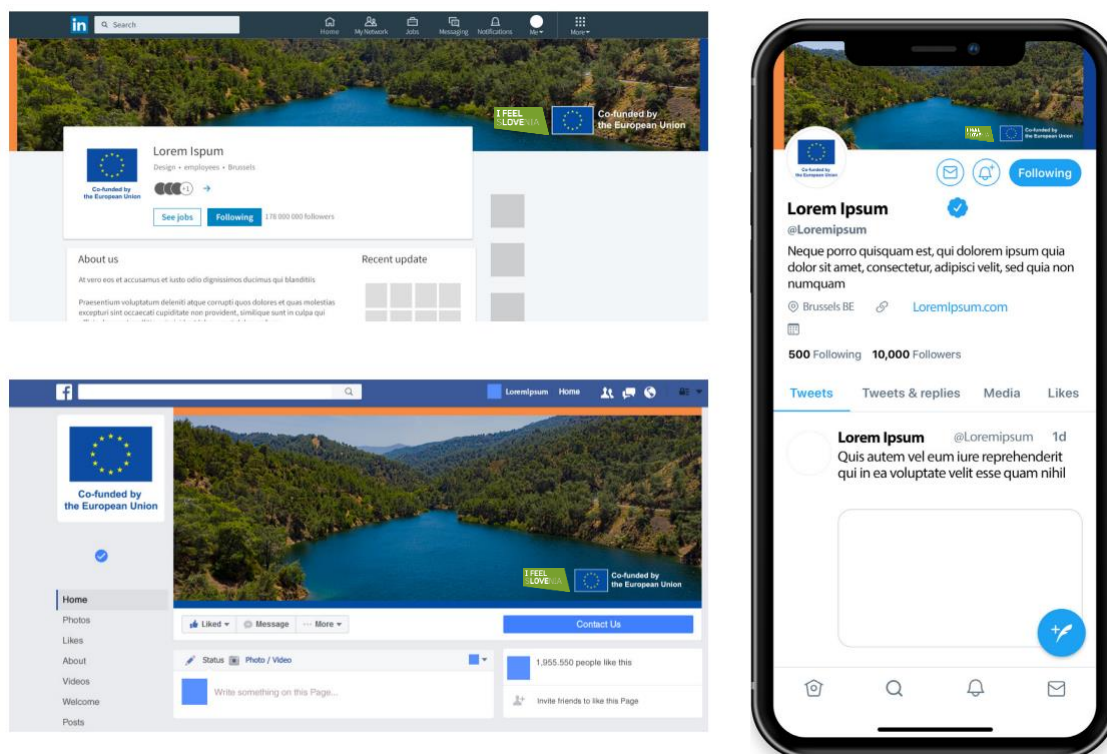 in Search
Home My Network Jobs Messaging Notifications Me More
I FEEL
SLOVENIA
Co-funded by
the European Union
Lorem Ispum
Design • employees • Brussels
Co-funded by
the European Union
+1
See jobs Following 178 000 000 followers
About us
Recent update
At vero eos et accusamus et iusto odio dignissimos ducimus qui blanditiis
Praesentium voluptatum deleniti atque corrupti quos dolores et quas molestias
excepturi sint occaecati cupiditate non provident, similique sunt in culpa qui
f
LoremIpsum Home
Co-funded by
the European Union
I FEEL
SLOVENIA
Co-funded by
the European Union
Home
Photos
Likes
About
Videos
Welcome
Posts
Liked Message ··· More
Contact Us
Status Photo / Video
Write something on this Page...
1,955.550 people like this
Invite friends to like this Page
I FEEL
SLOVENIA
Co-funded by
the European Union
Co-funded by
the European Union
Following
Lorem Ipsum
@Loremipsum
Neque porro quisquam est, qui dolorem ipsum quia
dolor sit amet, consectetur, adipisci velit, sed quia non
numquam
Brussels BE LoremIpsum.com
500 Following 10,000 Followers
Tweets Tweets & replies Media Likes
Lorem Ipsum @Loremipsum 1d
Quis autem vel eum iure reprehenderit
qui in ea voluptate velit esse quam nihil